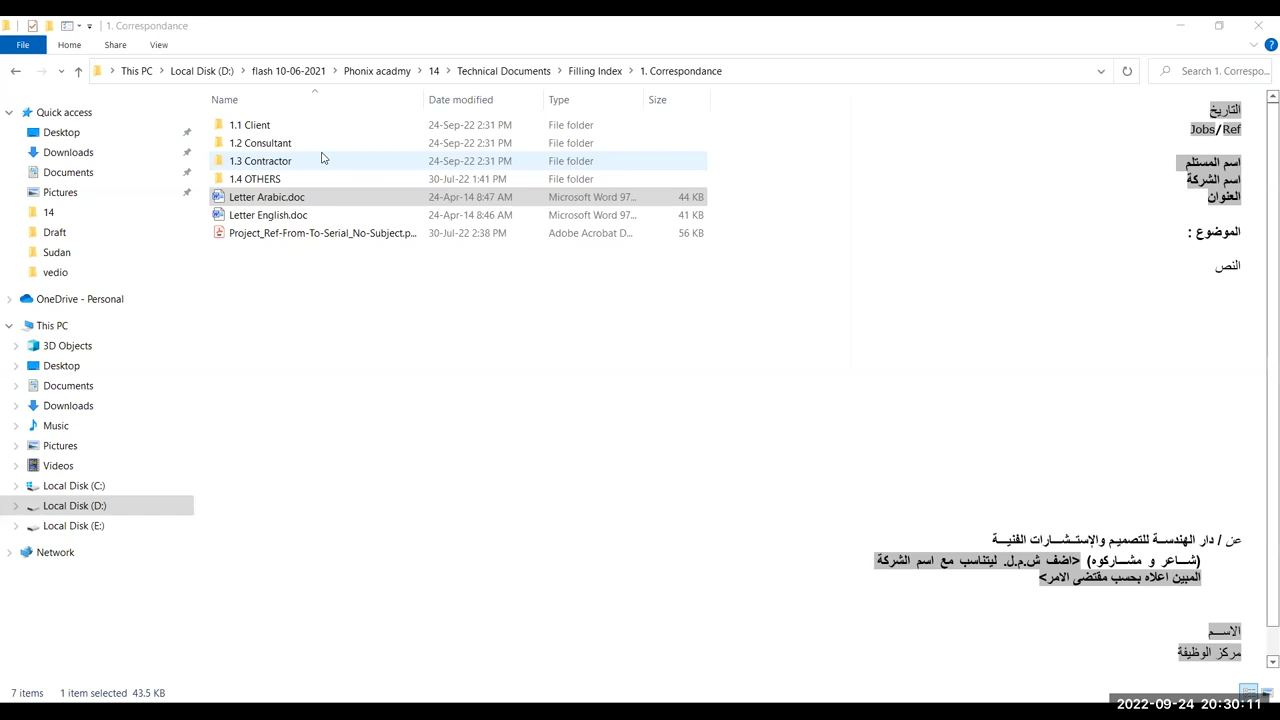 1. Correspondance
File
Home
Share
View
This PC
Local Disk (D:)
flash 10-06-2021
Phonix acadmy
14
Technical Documents
Filling Index
1. Correspondance
Search 1. Correspo...
Name
Date modified
Type
Size
1.1 Client 24-Sep-22 2:31 PM File folder
1.2 Consultant 24-Sep-22 2:31 PM File folder
1.3 Contractor 24-Sep-22 2:31 PM File folder
1.4 OTHERS 30-Jul-22 1:41 PM File folder
Letter Arabic.doc 24-Apr-14 8:47 AM Microsoft Word 97... 44 KB
Letter English.doc 24-Apr-14 8:46 AM Microsoft Word 97... 41 KB
Project_Ref-From-To-Serial_No-Subject.p... 30-Jul-22 2:38 PM Adobe Acrobat D... 56 KB
Quick access
Desktop
Downloads
Documents
Pictures
14
Draft
Sudan
vedio
OneDrive - Personal
This PC
3D Objects
Desktop
Documents
Downloads
Music
Pictures
Videos
Local Disk (C:)
Local Disk (D:)
Local Disk (E:)
Network
التاريخ
Jobs/Ref
اسم المستلم
اسم الشركة
العنوان
الموضوع :
النص
عن / دار الهندســة للتصميـم والإستـشـــارات الفنيــة
(شــاعر و مشــاركوه) <اضف ش.م.ل. ليتناسب مع اسم الشركة
المبين اعلاه بحسب مقتضى الامر>
الاســم
مركز الوظيفة
7 items
1 item selected 43.5 KB
2022-09-24 20:30:11